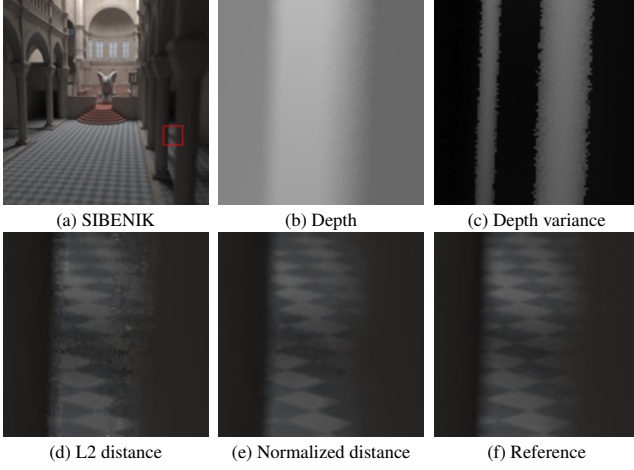 (a) SIBENIK
(b) Depth
(c) Depth variance
(d) L2 distance
(e) Normalized distance
(f) Reference